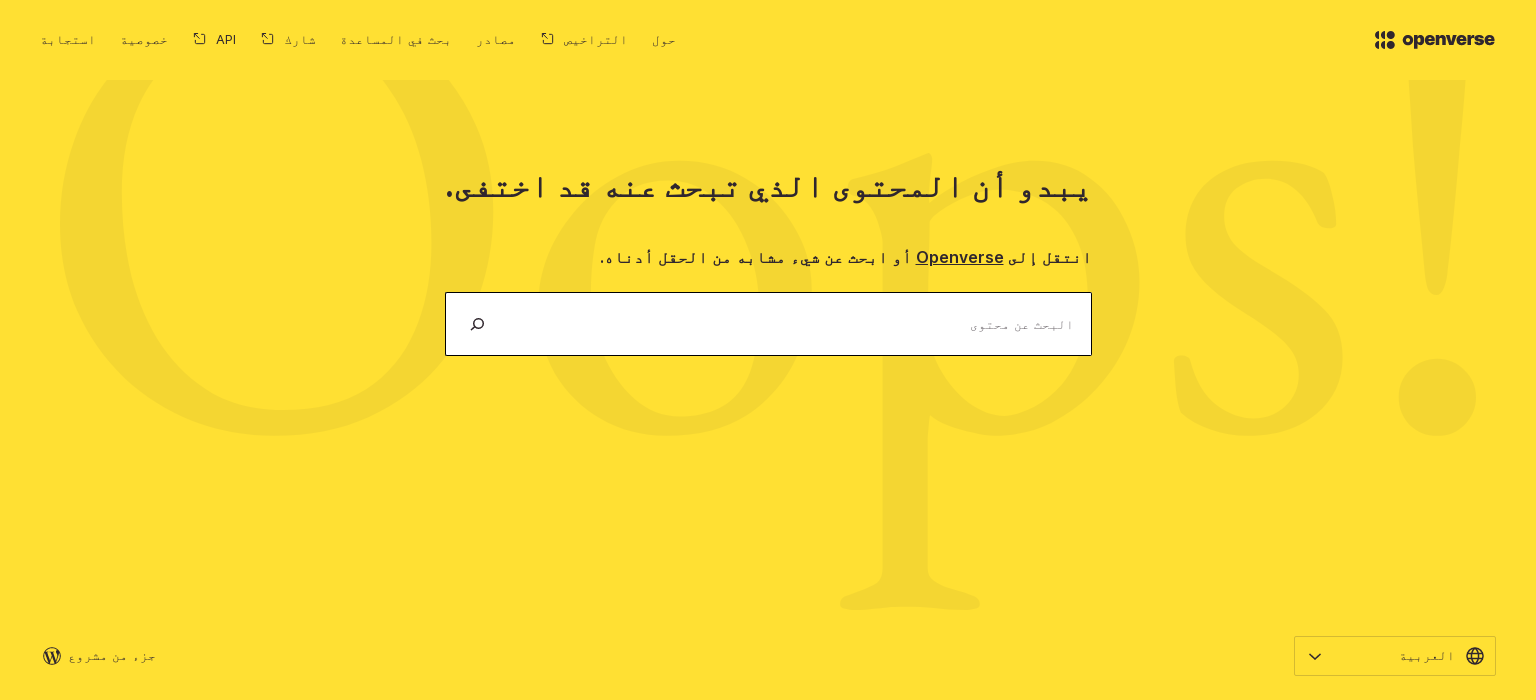 openverse
حول
التراخيص
مصادر
بحث في المساعدة
شارك
API
خصوصية
استجابة
Oops!
يبدو أن المحتوى الذي تبحث عنه قد اختفى.
انتقل إلى Openverse أو ابحث عن شيء مشابه من الحقل أدناه.
البحث عن محتوى
العربية
جزء من مشروع